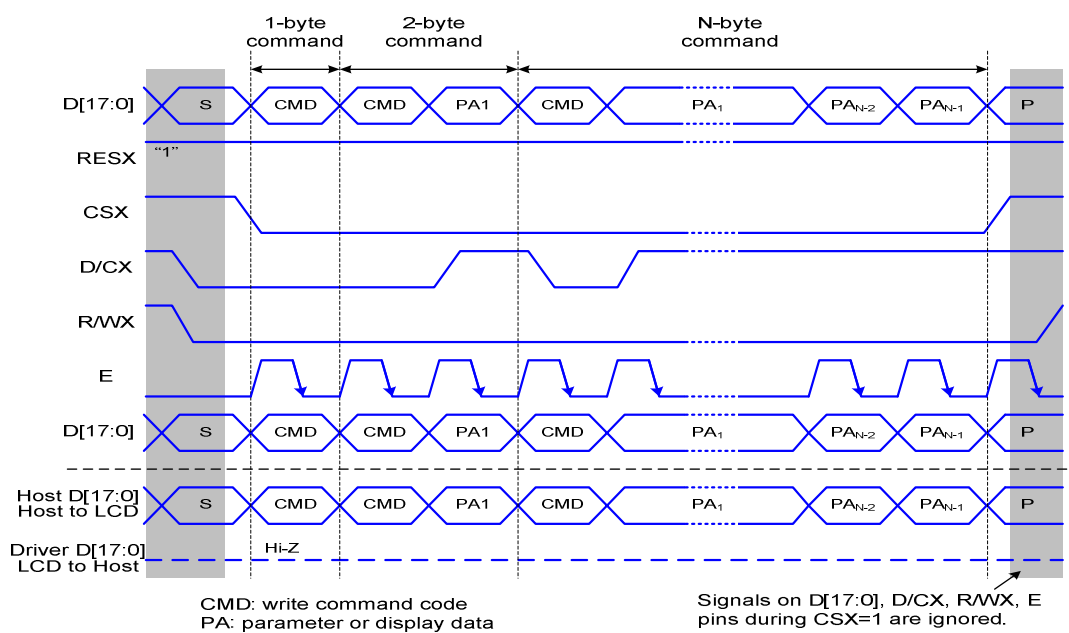 1-byte command
2-byte command
N-byte command
D[17:0] S CMD CMD PA1 CMD PA₁ PAN-2 PAN-1 P
RESX "1"
CSX
D/CX
R/WX
E
D[17:0] S CMD CMD PA1 CMD PA₁ PAN-2 PAN-1 P
Host D[17:0] Host to LCD S CMD CMD PA1 CMD PA₁ PAN-2 PAN-1 P
Driver D[17:0] LCD to Host Hi-Z
CMD: write command code
PA: parameter or display data
Signals on D[17:0], D/CX, R/WX, E
pins during CSX=1 are ignored.